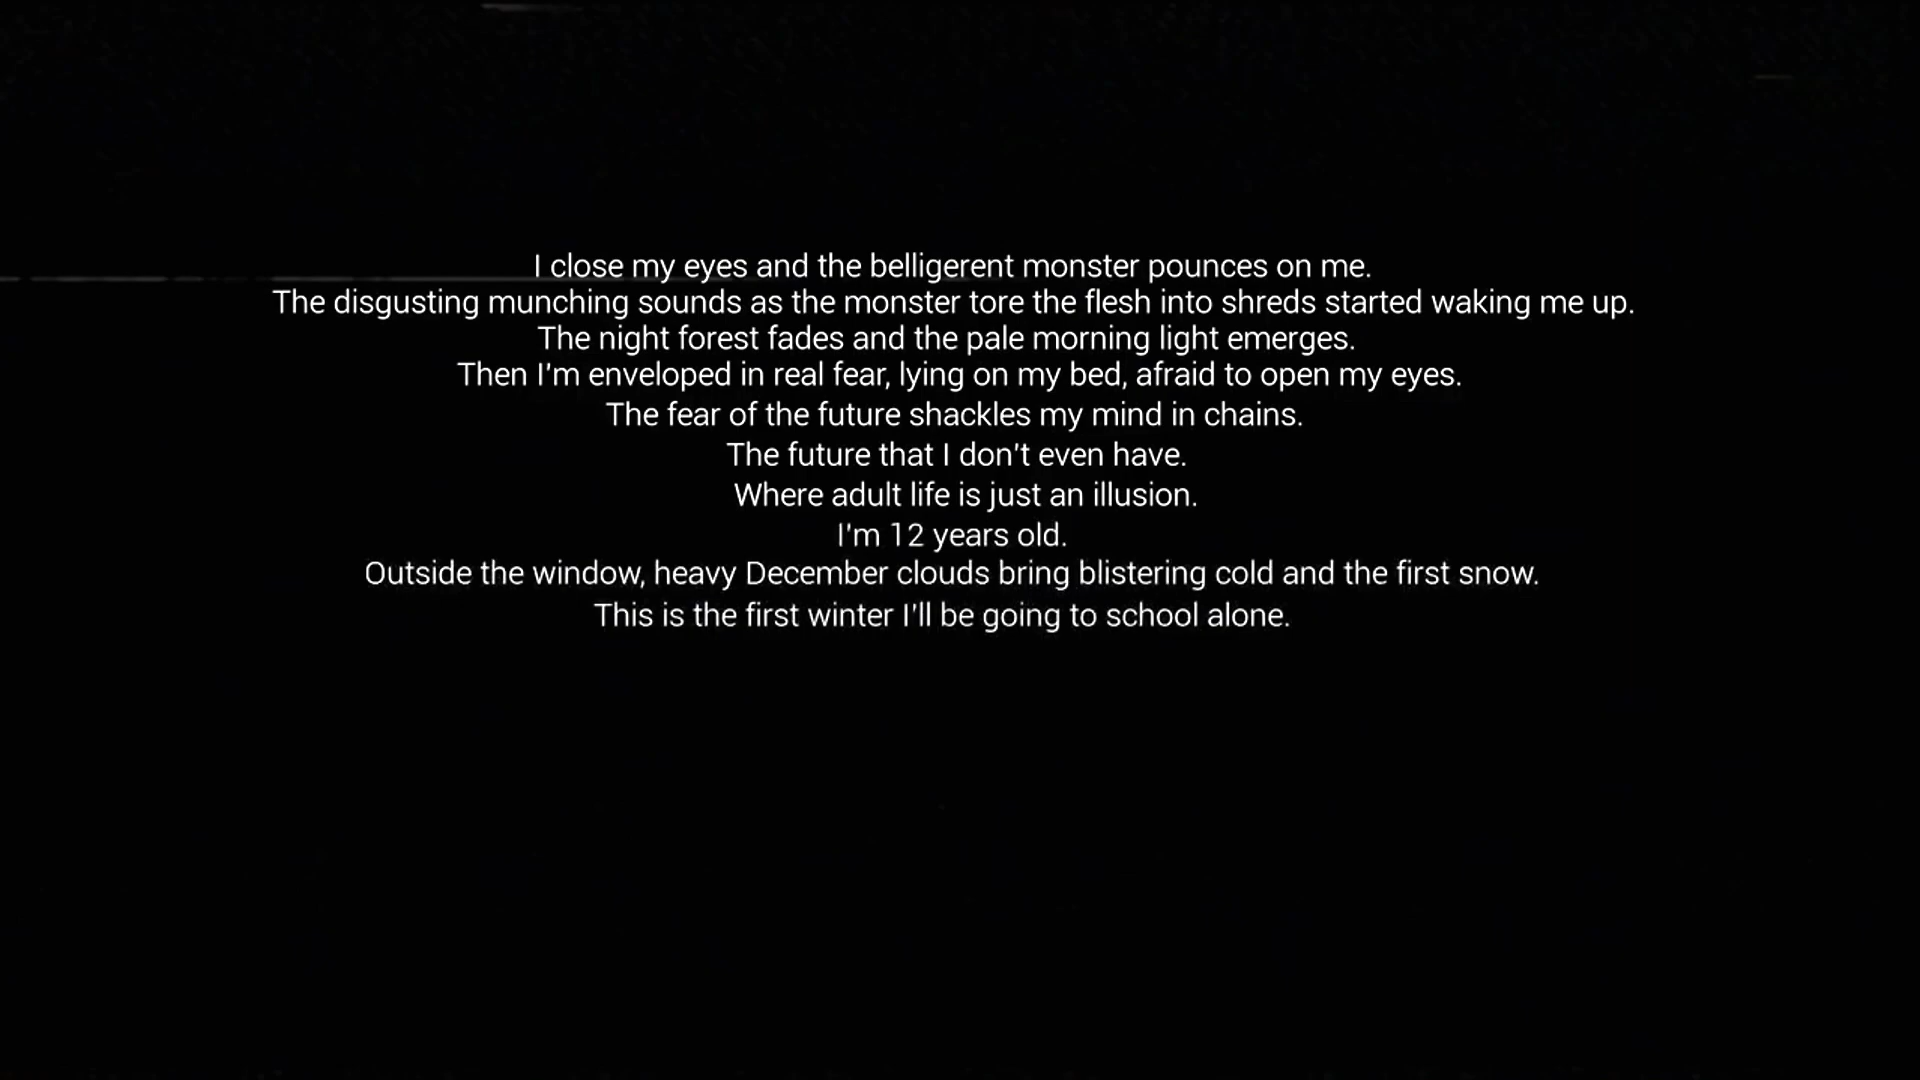 I close my eyes and the belligerent monster pounces on me.
The disgusting munching sounds as the monster tore the flesh into shreds started waking me up.
The night forest fades and the pale morning light emerges.
Then I'm enveloped in real fear, lying on my bed, afraid to open my eyes.
The fear of the future shackles my mind in chains.
The future that I don't even have.
Where adult life is just an illusion.
I'm 12 years old.
Outside the window, heavy December clouds bring blistering cold and the first snow.
This is the first winter I'll be going to school alone.